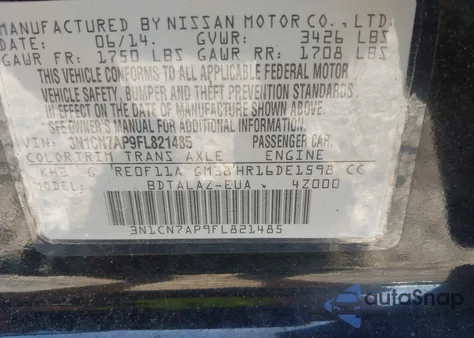 MANUFACTURED BY NISSAN MOTOR CO., LTD.
DATE: 06/14. GVWR: 3426 LBS
GAWR FR: 1750 LBS GAWR RR: 1708 LBS
THIS VEHICLE CONFORMS TO ALL APPLICABLE FEDERAL MOTOR
VEHICLE SAFETY, BUMPER AND THEFT PREVENTION STANDARDS
IN EFFECT ON THE DATE OF MANUFACTURE SHOWN ABOVE.
SEE OWNER'S MANUAL FOR ADDITIONAL INFORMATION
VIN: 3N1CN7AP9FL821485 PASSENGER CAR.
COLOR TRIM TRANS AXLE ENGINE
KH3 G RE0F11A GM38 HR16DE1598 CC
MODEL: BDTALAZ-EUA 4Z000
3N1CN7AP9FL821485
autoSnap